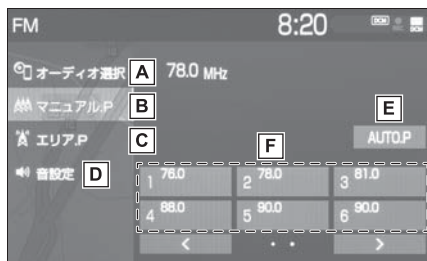 FM 8:20 DCM DCM
オーディオ選択 A 78.0 MHz
マニュアル.P B
E
エリア.P C
AUTO.P
F
音設定 D
1 76.0 2 78.0 3 81.0
4 88.0 5 90.0 6 90.0
< >